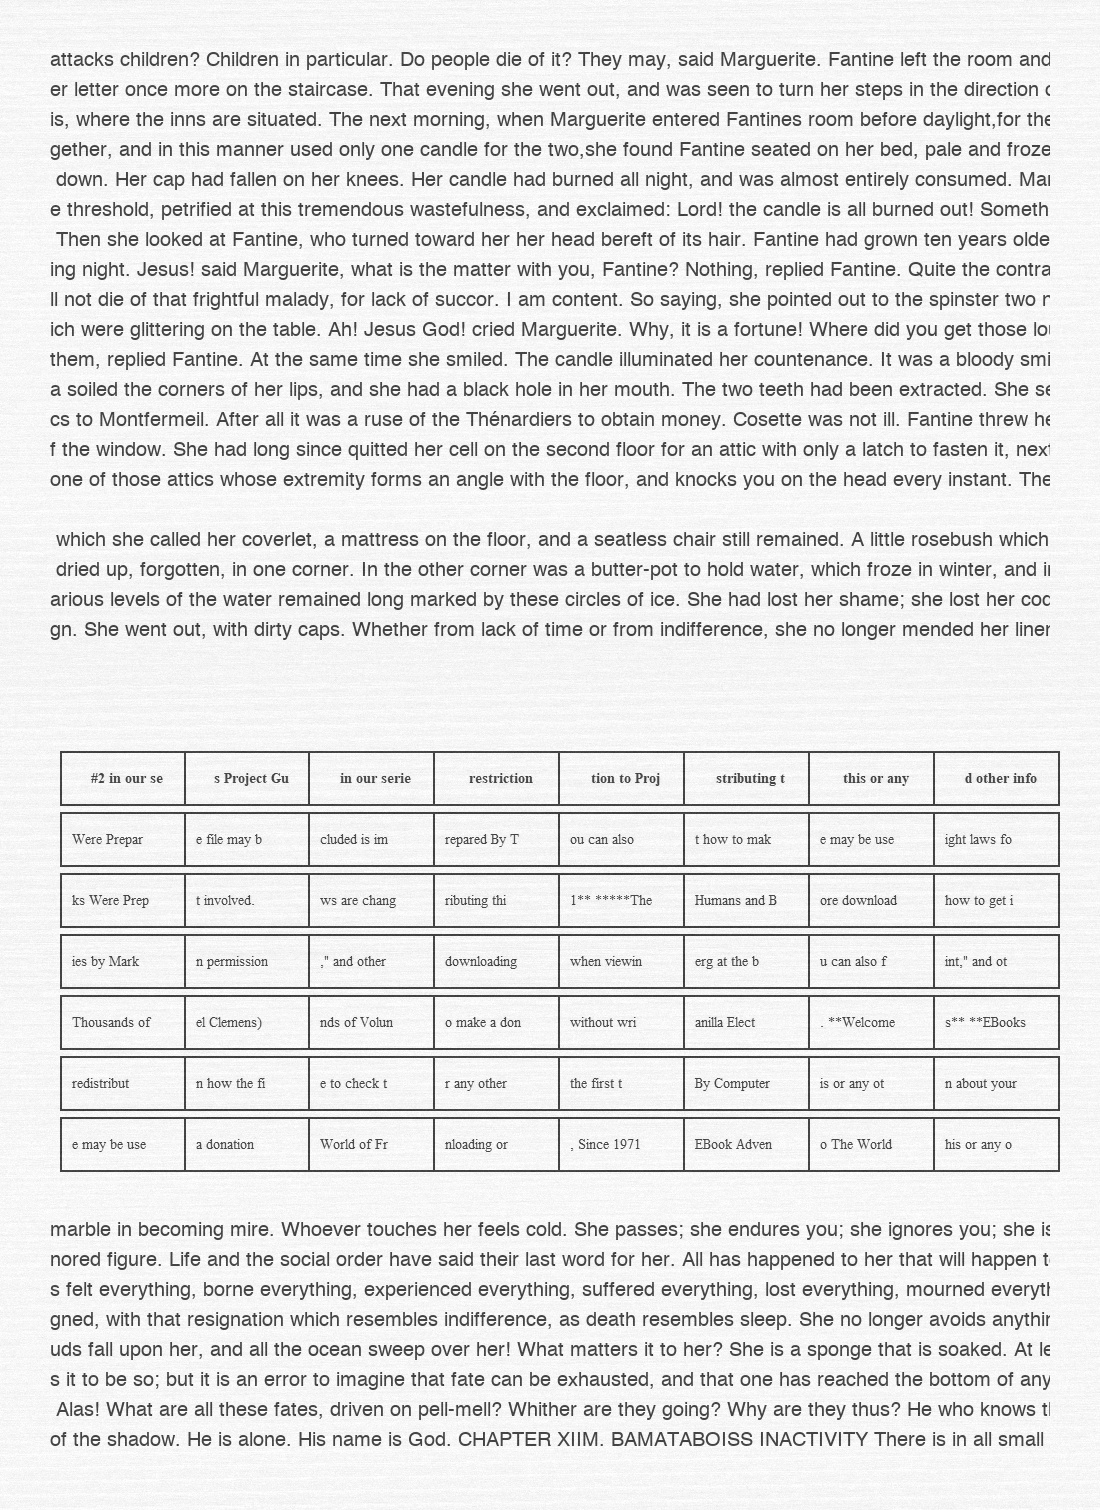 attacks children? Children in particular. Do people die of it? They may, said Marguerite. Fantine left the room and
er letter once more on the staircase. That evening she went out, and was seen to turn her steps in the direction
is, where the inns are situated. The next morning, when Marguerite entered Fantines room before daylight,for the
gether, and in this manner used only one candle for the two,she found Fantine seated on her bed, pale and froze
down. Her cap had fallen on her knees. Her candle had burned all night, and was almost entirely consumed. Mar
e threshold, petrified at this tremendous wastefulness, and exclaimed: Lord! the candle is all burned out! Someth
Then she looked at Fantine, who turned toward her her head bereft of its hair. Fantine had grown ten years olde
ing night. Jesus! said Marguerite, what is the matter with you, Fantine? Nothing, replied Fantine. Quite the contra
ll not die of that frightful malady, for lack of succor. I am content. So saying, she pointed out to the spinster two
ich were glittering on the table. Ah! Jesus God! cried Marguerite. Why, it is a fortune! Where did you get those lou
them, replied Fantine. At the same time she smiled. The candle illuminated her countenance. It was a bloody smi
a soiled the corners of her lips, and she had a black hole in her mouth. The two teeth had been extracted. She se
cs to Montfermeil. After all it was a ruse of the Thénardiers to obtain money. Cosette was not ill. Fantine threw he
f the window. She had long since quitted her cell on the second floor for an attic with only a latch to fasten it, next
one of those attics whose extremity forms an angle with the floor, and knocks you on the head every instant. The
which she called her coverlet, a mattress on the floor, and a seatless chair still remained. A little rosebush which
dried up, forgotten, in one corner. In the other corner was a butter-pot to hold water, which froze in winter, and in
arious levels of the water remained long marked by these circles of ice. She had lost her shame; she lost her coq
gn. She went out, with dirty caps. Whether from lack of time or from indifference, she no longer mended her linen
#2 in our se s Project Gu in our serie restriction tion to Proj stributing t this or any d other info
Were Prepar e file may b cluded is im repared By T ou can also t how to mak e may be use ight laws fo
ks Were Prep t involved. ws are chang ributing thi 1** *****The Humans and B ore download how to get i
ies by Mark n permission ," and other downloading when viewin erg at the b u can also f int," and ot
Thousands of el Clemens) nds of Volun o make a don without wri anilla Elect . **Welcome s** **EBooks
redistribut n how the fi e to check t r any other the first t By Computer is or any ot n about your
e may be use a donation World of Fr nloading or , Since 1971 EBook Adven o The World his or any o
marble in becoming mire. Whoever touches her feels cold. She passes; she endures you; she ignores you; she is
nored figure. Life and the social order have said their last word for her. All has happened to her that will happen t
s felt everything, borne everything, experienced everything, suffered everything, lost everything, mourned everyth
gned, with that resignation which resembles indifference, as death resembles sleep. She no longer avoids anythin
uds fall upon her, and all the ocean sweep over her! What matters it to her? She is a sponge that is soaked. At le
s it to be so; but it is an error to imagine that fate can be exhausted, and that one has reached the bottom of any
Alas! What are all these fates, driven on pell-mell? Whither are they going? Why are they thus? He who knows t
of the shadow. He is alone. His name is God. CHAPTER XIIM. BAMATABOISS INACTIVITY There is in all small